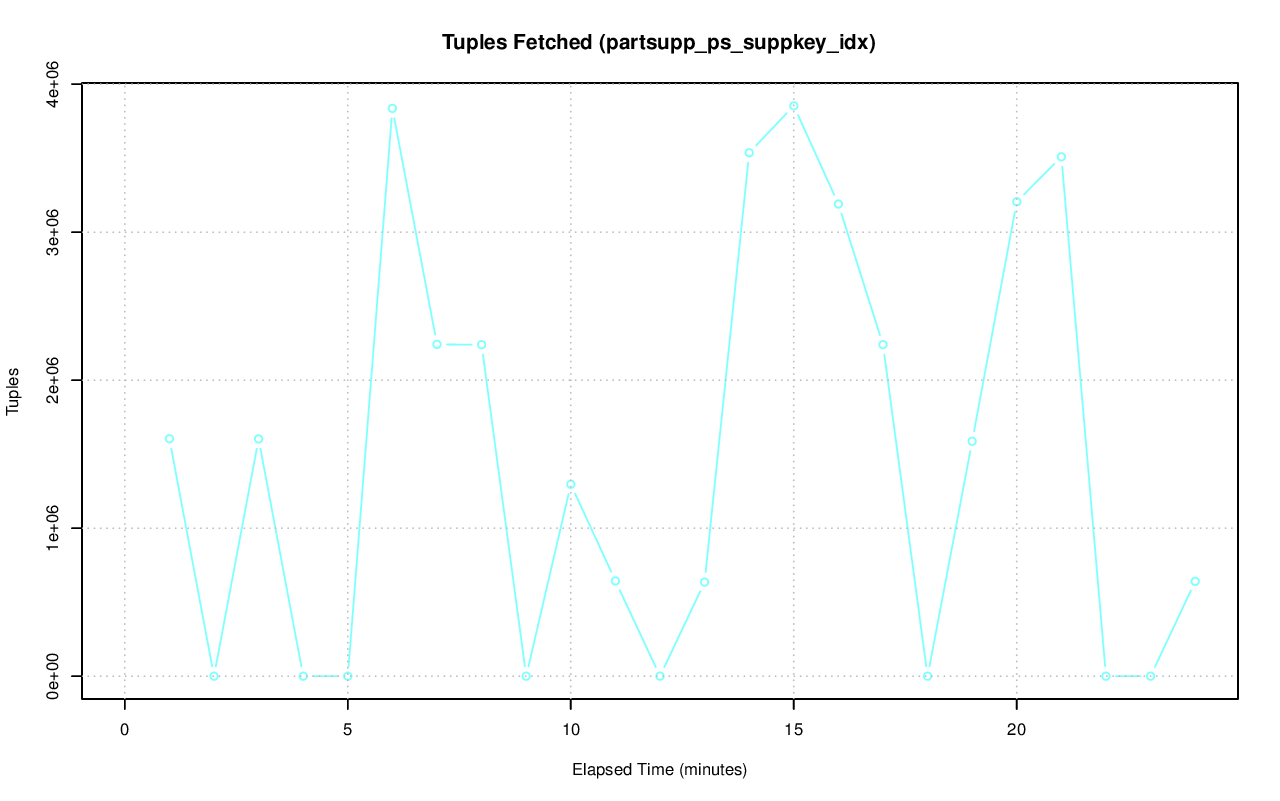 Tuples Fetched (partsupp_ps_suppkey_idx)
4e+06
3e+06
2e+06
1e+06
0e+00
Tuples
0 5 10 15 20
Elapsed Time (minutes)